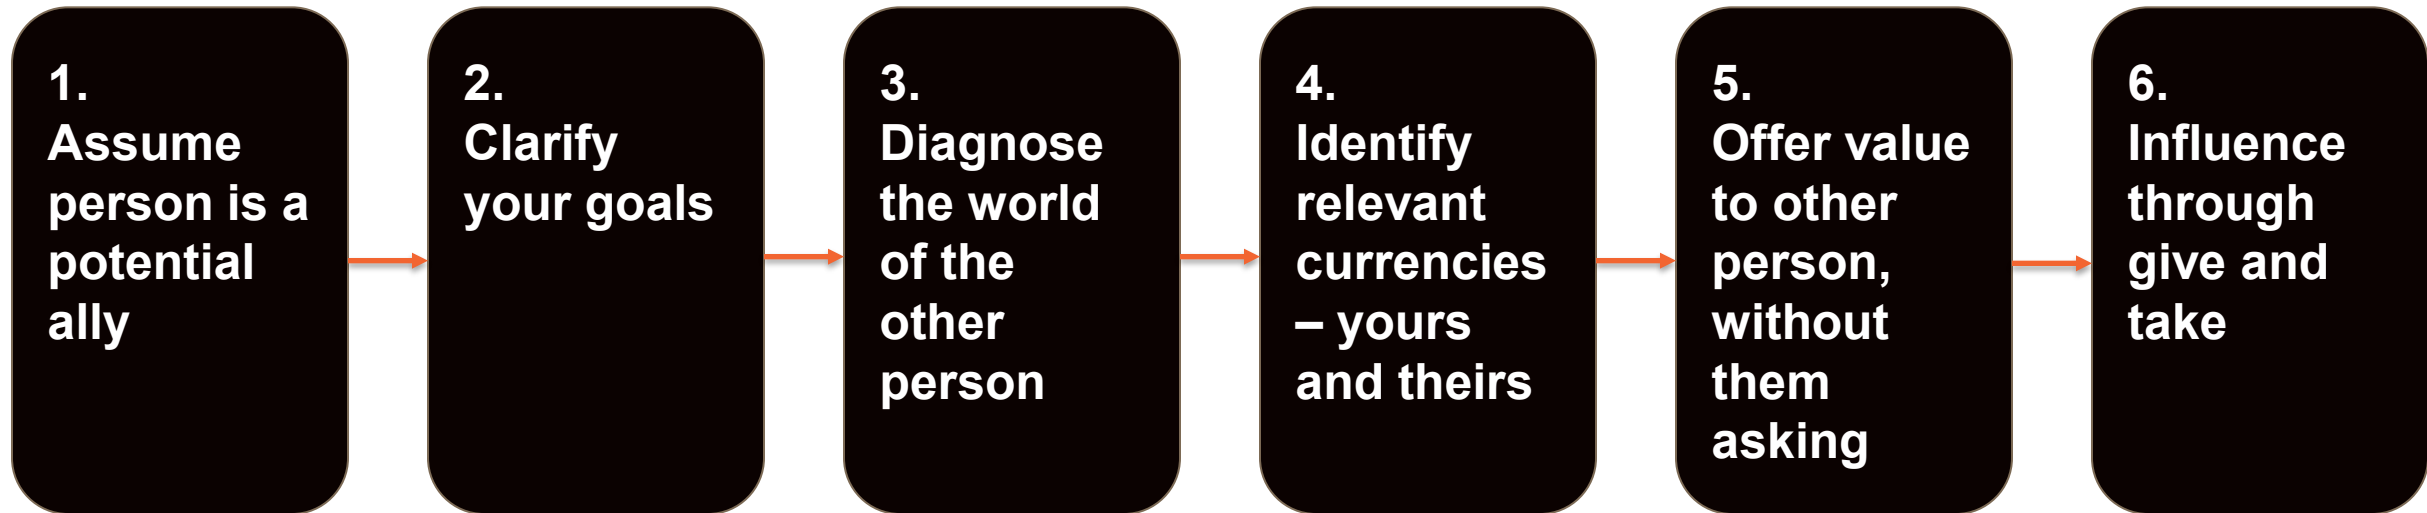 1.
Assume
person is a
potential
ally
2.
Clarify
your goals
3.
Diagnose
the world
of the
other
person
4.
Identify
relevant
currencies
– yours
and theirs
5.
Offer value
to other
person,
without
them
asking
6.
Influence
through
give and
take